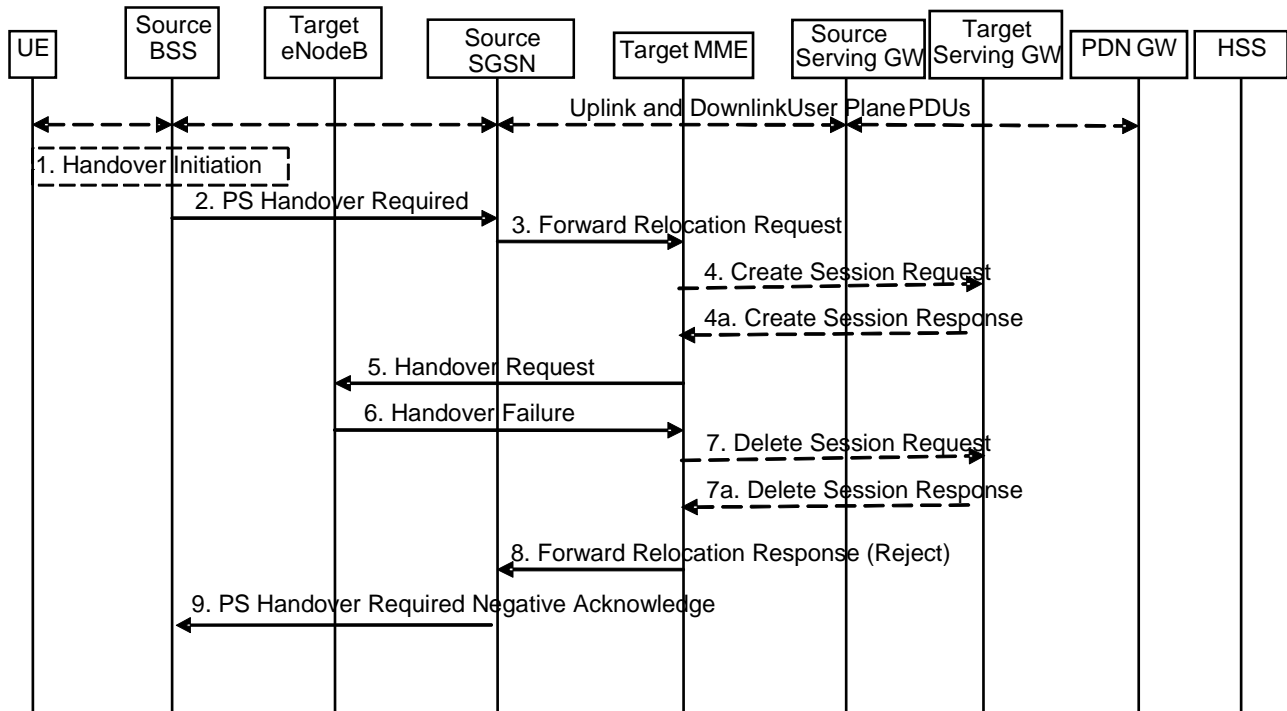 UE
Source
BSS
Target
eNodeB
Source
SGSN
Target MME
Source
Serving GW
Target
Serving GW
PDN GW
HSS
Uplink and DownlinkUser Plane PDUs
1. Handover Initiation
2. PS Handover Required
3. Forward Relocation Request
4. Create Session Request
4a. Create Session Response
5. Handover Request
6. Handover Failure
7. Delete Session Request
7a. Delete Session Response
8. Forward Relocation Response (Reject)
9. PS Handover Required Negative Acknowledge